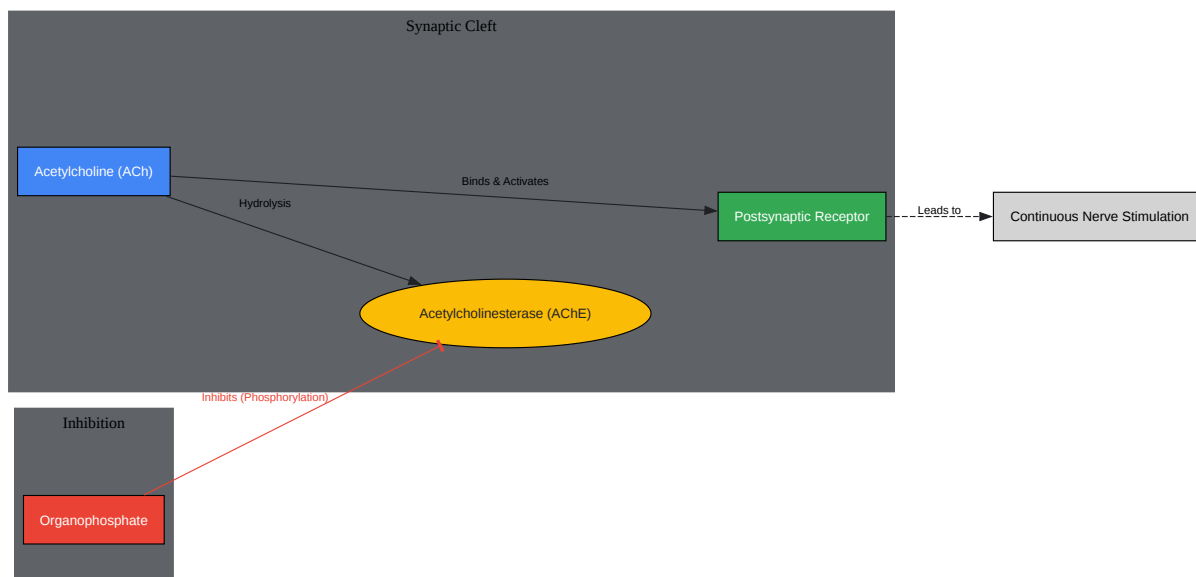 Synaptic Cleft
Acetylcholine (ACh)
Binds & Activates
Hydrolysis
Postsynaptic Receptor
Leads to
Continuous Nerve Stimulation
Acetylcholinesterase (AChE)
Inhibits (Phosphorylation)
Inhibition
Organophosphate